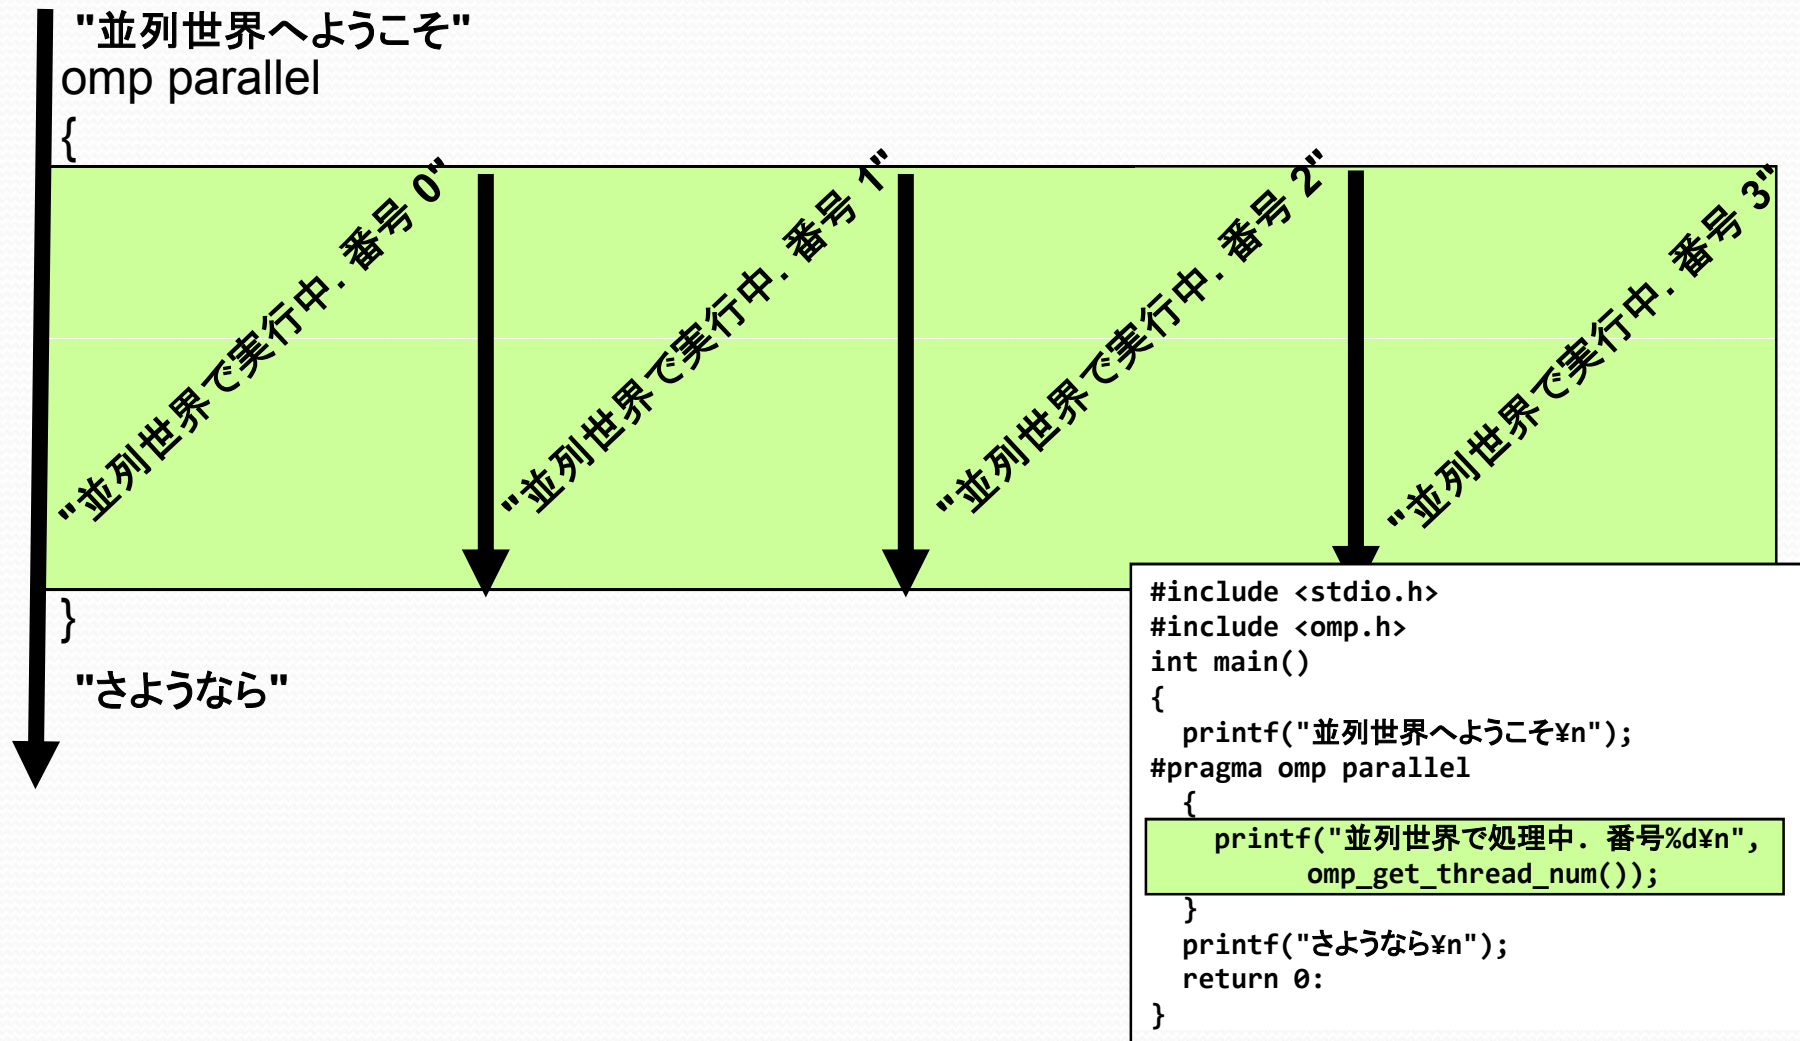 "並列世界へようこそ"
omp parallel
{
"並列世界で実行中. 番号 0"
"並列世界で実行中. 番号 1"
"並列世界で実行中. 番号 2"
"並列世界で実行中. 番号 3"
}
"さようなら"
#include <stdio.h>
#include <omp.h>
int main()
{
printf("並列世界へようこそ¥n");
#pragma omp parallel
{
printf("並列世界で処理中. 番号%d¥n",
omp_get_thread_num());
}
printf("さようなら¥n");
return 0:
}